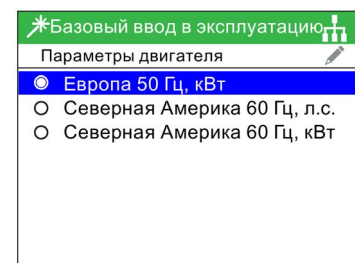 Базовый ввод в эксплуатацию
Параметры двигателя
Европа 50 Гц, кВт
Северная Америка 60 Гц, л.с.
Северная Америка 60 Гц, кВт